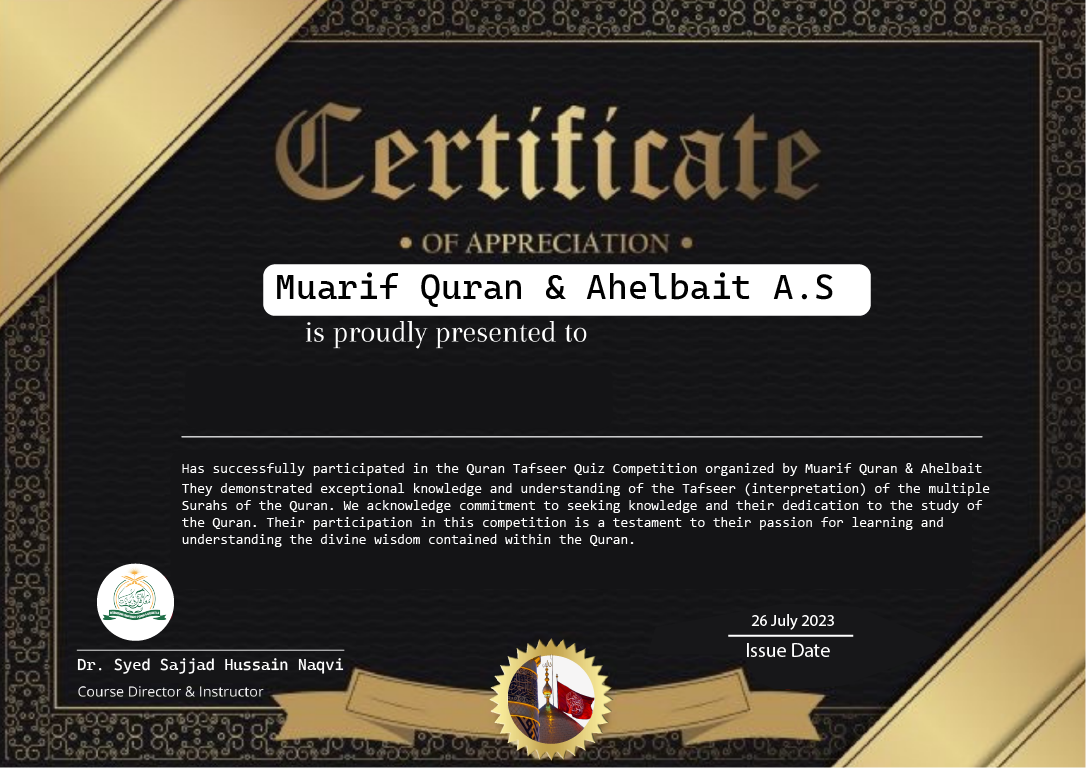 Certificate
• OF APPRECIATION •
Muarif Quran & Ahelbait A.S
is proudly presented to
Has successfully participated in the Quran Tafseer Quiz Competition organized by Muarif Quran & Ahelbait
They demonstrated exceptional knowledge and understanding of the Tafseer (interpretation) of the multiple
Surahs of the Quran. We acknowledge commitment to seeking knowledge and their dedication to the study of
the Quran. Their participation in this competition is a testament to their passion for learning and
understanding the divine wisdom contained within the Quran.
26 July 2023
Issue Date
Dr. Syed Sajjad Hussain Naqvi
Course Director & Instructor